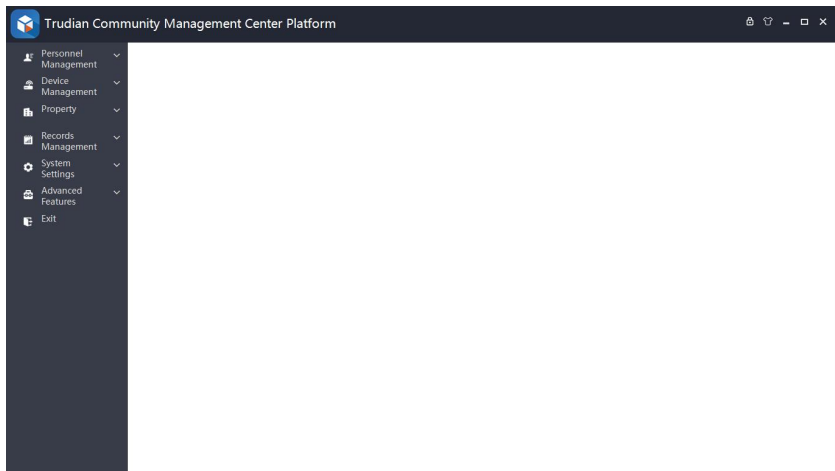 Trudian Community Management Center Platform
Personnel
Management
Device
Management
Property
Records
Management
System
Settings
Advanced
Features
Exit